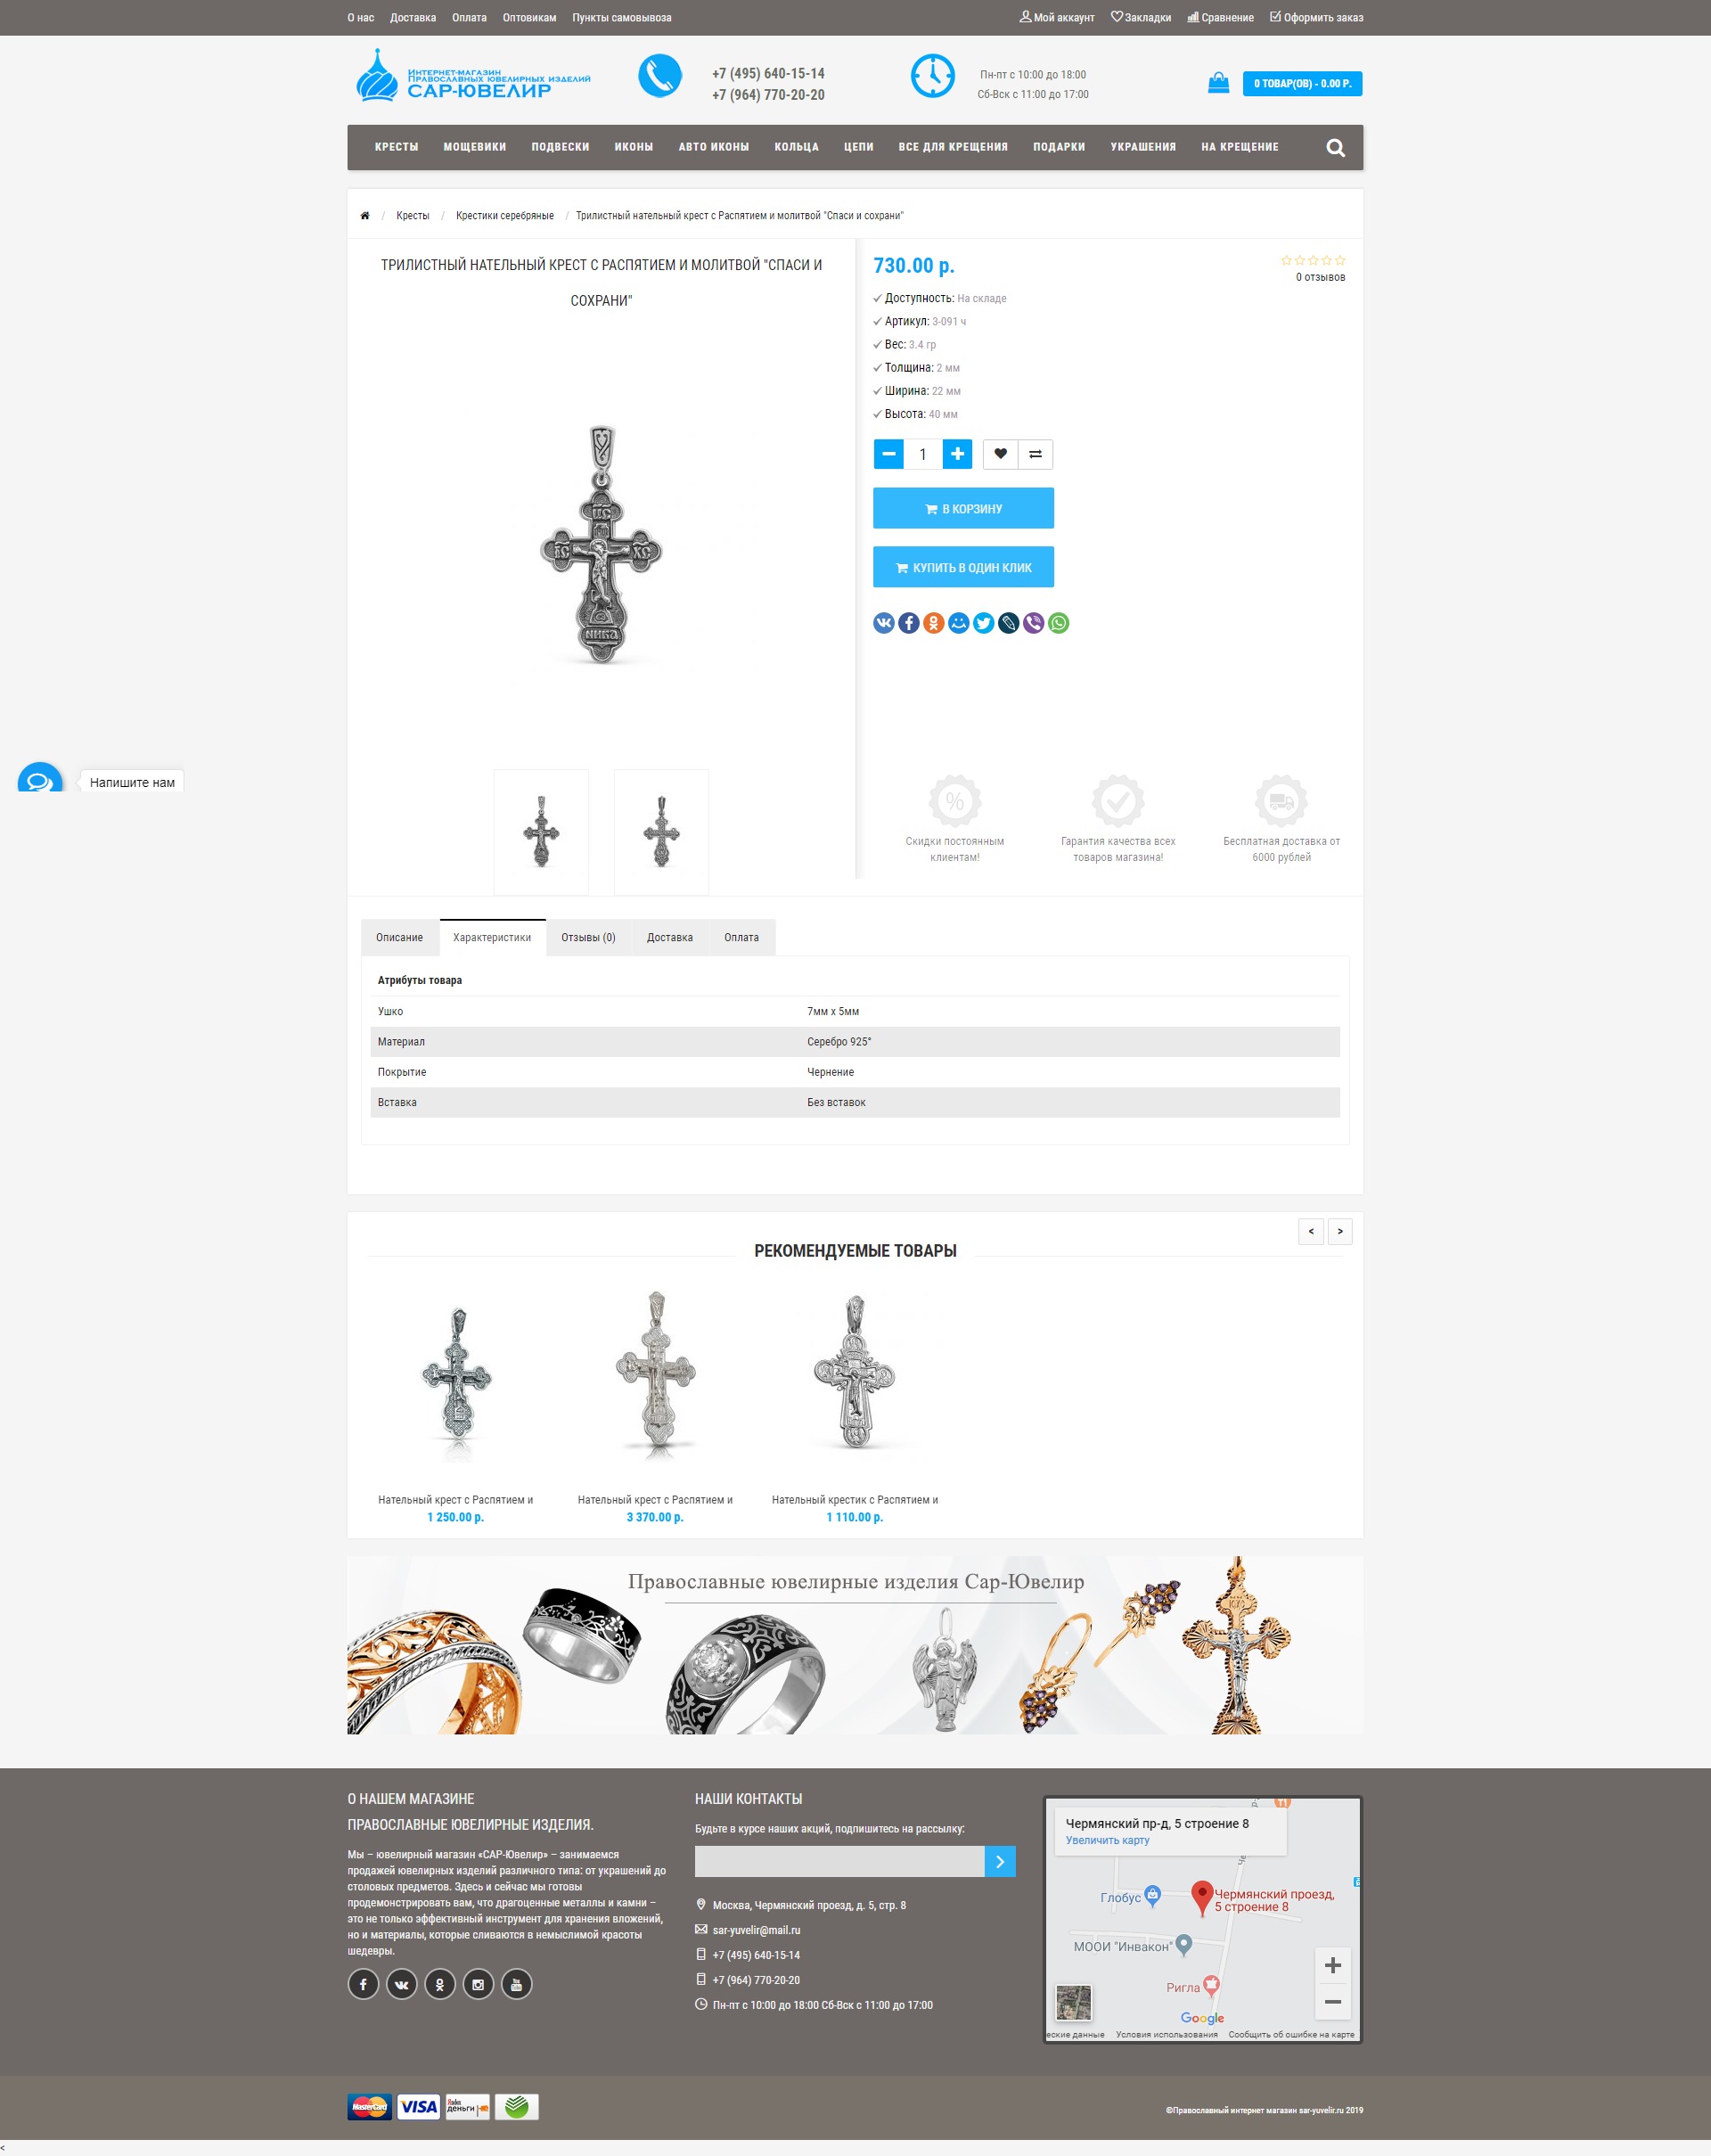 О нас Доставка Оплата Оптовикам Пункты самовывоза Мой аккаунт Закладки Сравнение Оформить заказ
Интернет-магазин
Православных ювелирных изделий
САР-ЮВЕЛИР
+7 (495) 640-15-14
+7 (964) 770-20-20
Пн-пт с 10:00 до 18:00
Сб-Вск с 11:00 до 17:00
0 ТОВАР(ОВ) - 0.00 Р.
КРЕСТЫ МОЩЕВИКИ ПОДВЕСКИ ИКОНЫ АВТО ИКОНЫ КОЛЬЦА ЦЕПИ ВСЕ ДЛЯ КРЕЩЕНИЯ ПОДАРКИ УКРАШЕНИЯ НА КРЕЩЕНИЕ
/ Кресты / Крестики серебряные / Трилистный нательный крест с Распятием и молитвой "Спаси и сохрани"
ТРИЛИСТНЫЙ НАТЕЛЬНЫЙ КРЕСТ С РАСПЯТИЕМ И МОЛИТВОЙ "СПАСИ И
СОХРАНИ"
730.00 р.
0 отзывов
Доступность: На складе
Артикул: 3-091 ч
Вес: 3.4 гр
Толщина: 2 мм
Ширина: 22 мм
Высота: 40 мм
1
В КОРЗИНУ
КУПИТЬ В ОДИН КЛИК
Напишите нам
%
Скидки постоянным
клиентам!
Гарантия качества всех
товаров магазина!
Бесплатная доставка от
6000 рублей
Описание Характеристики Отзывы (0) Доставка Оплата
Атрибуты товара
Ушко 7мм х 5мм
Материал Серебро 925°
Покрытие Чернение
Вставка Без вставок
< >
РЕКОМЕНДУЕМЫЕ ТОВАРЫ
Нательный крест с Распятием и
1 250.00 р.
Нательный крест с Распятием и
3 370.00 р.
Нательный крестик с Распятием и
1 110.00 р.
Православные ювелирные изделия Сар-Ювелир
О НАШЕМ МАГАЗИНЕ
ПРАВОСЛАВНЫЕ ЮВЕЛИРНЫЕ ИЗДЕЛИЯ.
Мы – ювелирный магазин «САР-Ювелир» – занимаемся
продажей ювелирных изделий различного типа: от украшений до
столовых предметов. Здесь и сейчас мы готовы
продемонстрировать вам, что драгоценные металлы и камни –
это не только эффективный инструмент для хранения вложений,
но и материалы, которые сливаются в немыслимой красоты
шедевры.
НАШИ КОНТАКТЫ
Будьте в курсе наших акций, подпишитесь на рассылку:
Москва, Чермянский проезд, д. 5, стр. 8
sar-yuvelir@mail.ru
+7 (495) 640-15-14
+7 (964) 770-20-20
Пн-пт с 10:00 до 18:00 Сб-Вск с 11:00 до 17:00
Чермянский пр-д, 5 строение 8
Увеличить карту
Глобус
Чермянский проезд,
5 строение 8
МООИ "Инвакон"
Ригла
Google
еские данные Условия использования Сообщить об ошибке на карте
MasterCard VISA Яndex деньги
©Православный интернет магазин sar-yuvelir.ru 2019
<